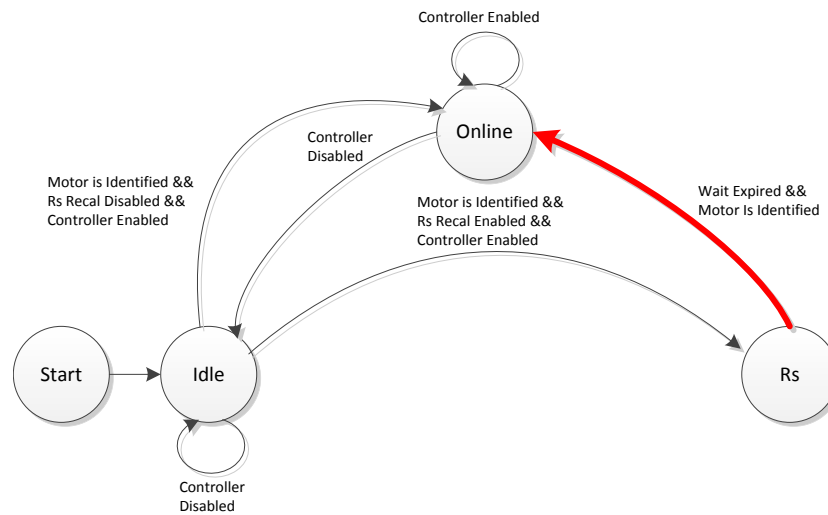 Controller Enabled
Online
Controller
Disabled
Motor is Identified &&
Rs Recal Disabled &&
Controller Enabled
Motor is Identified &&
Rs Recal Enabled &&
Controller Enabled
Wait Expired &&
Motor Is Identified
Start
Idle
Rs
Controller
Disabled